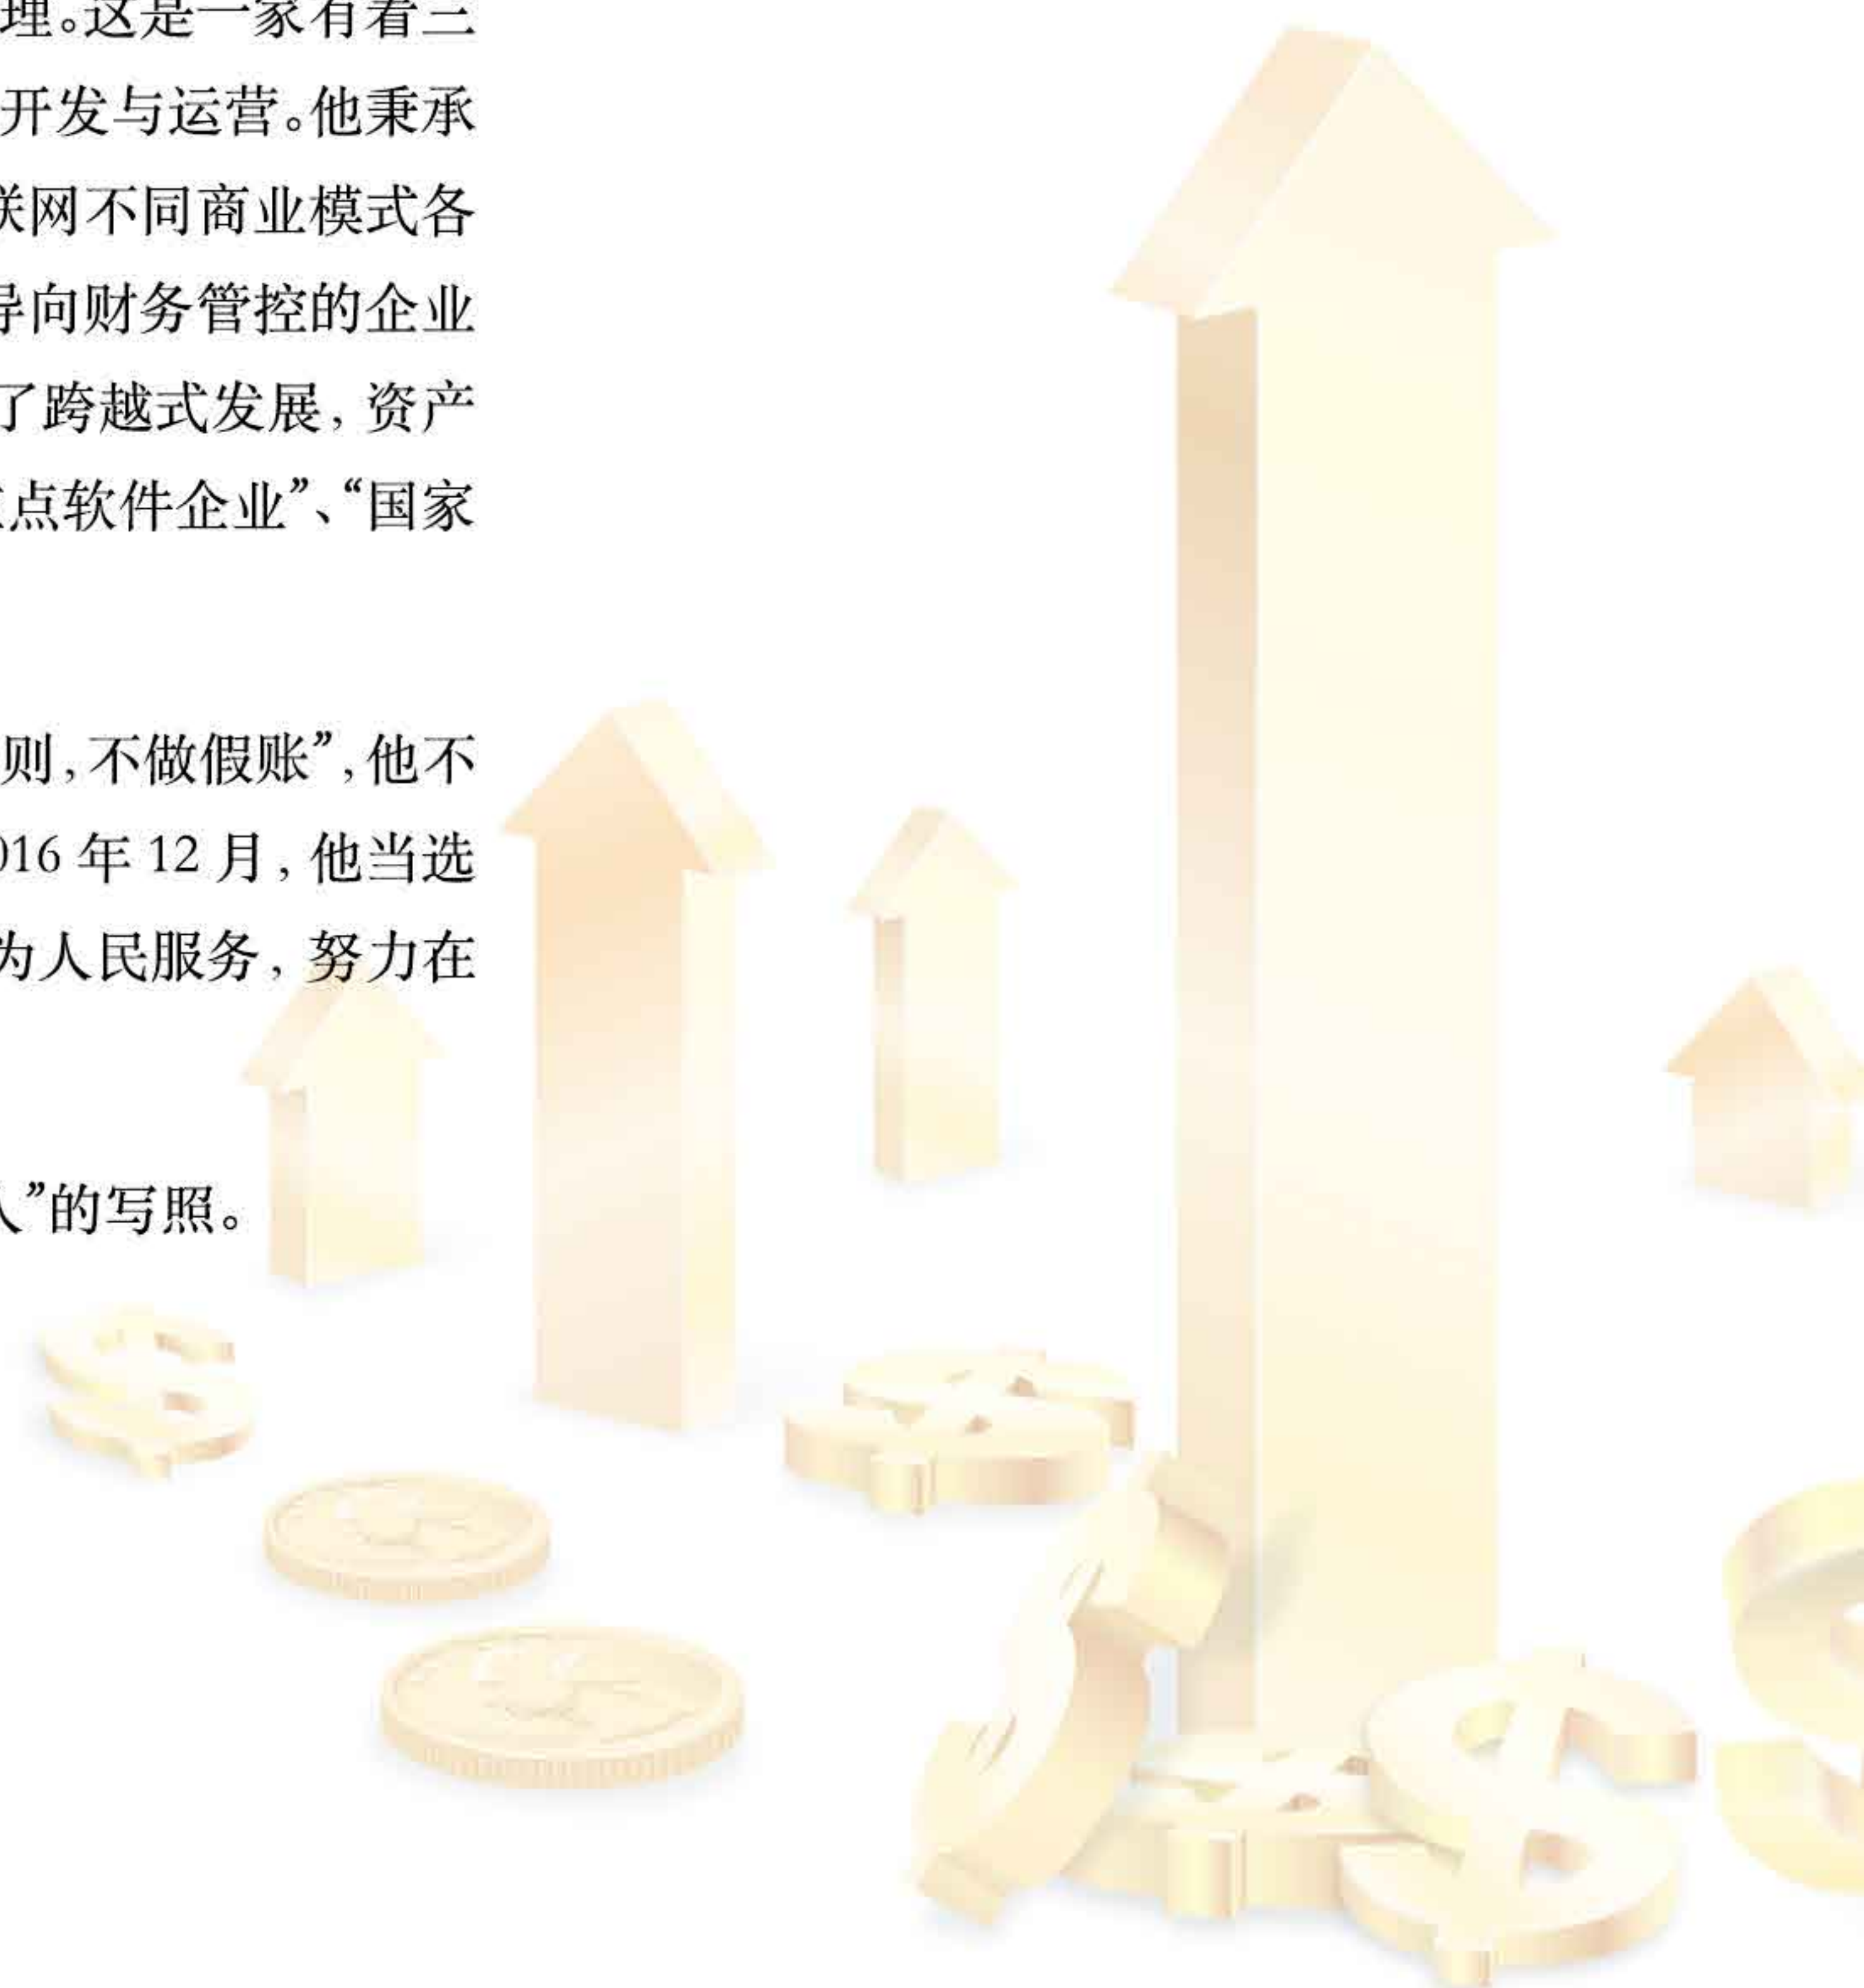 理。这是一家有着三
开发与运营。他秉承
联网不同商业模式各
导向财务管控的企业
了跨越式发展，资产
点软件企业”、“国家
则，不做假账”，他不
016 年 12 月，他当选
为人民服务，努力在
人”的写照。